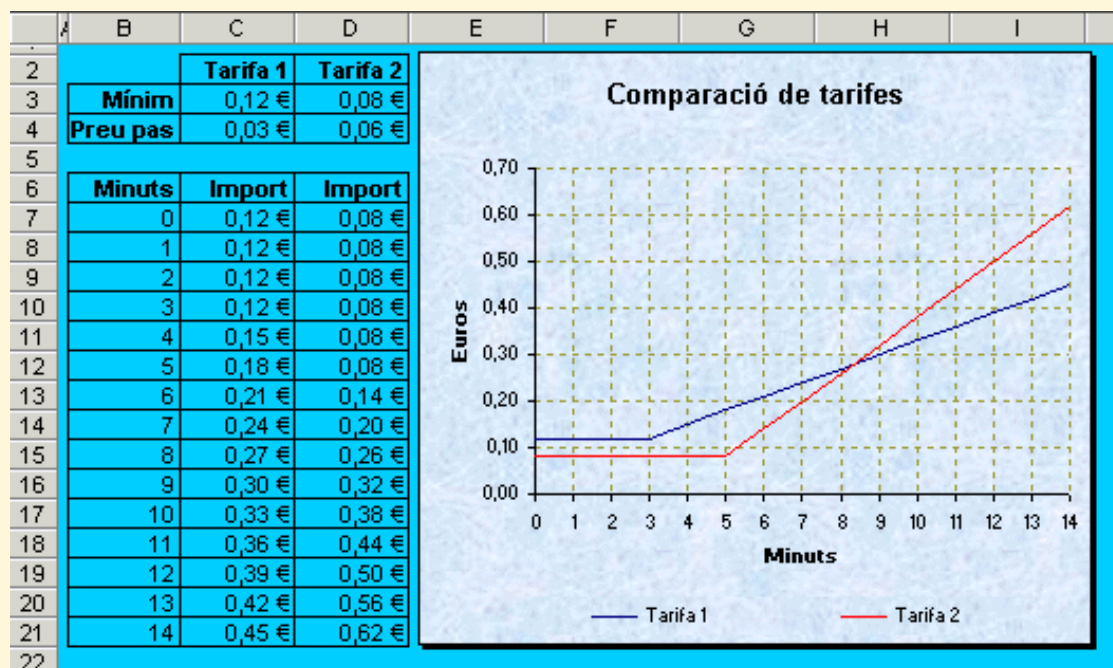 A B C D E F G H I
2 Tarifa 1 Tarifa 2
3 Mínim 0,12 € 0,08 €
4 Preu pas 0,03 € 0,06 €
5
6 Minuts Import Import
7 0 0,12 € 0,08 €
8 1 0,12 € 0,08 €
9 2 0,12 € 0,08 €
10 3 0,12 € 0,08 €
11 4 0,15 € 0,08 €
12 5 0,18 € 0,08 €
13 6 0,21 € 0,14 €
14 7 0,24 € 0,20 €
15 8 0,27 € 0,26 €
16 9 0,30 € 0,32 €
17 10 0,33 € 0,38 €
18 11 0,36 € 0,44 €
19 12 0,39 € 0,50 €
20 13 0,42 € 0,56 €
21 14 0,45 € 0,62 €
22
Comparació de tarifes
Euros
0,70
0,60
0,50
0,40
0,30
0,20
0,10
0,00
0 1 2 3 4 5 6 7 8 9 10 11 12 13 14
Minuts
Tarifa 1 Tarifa 2